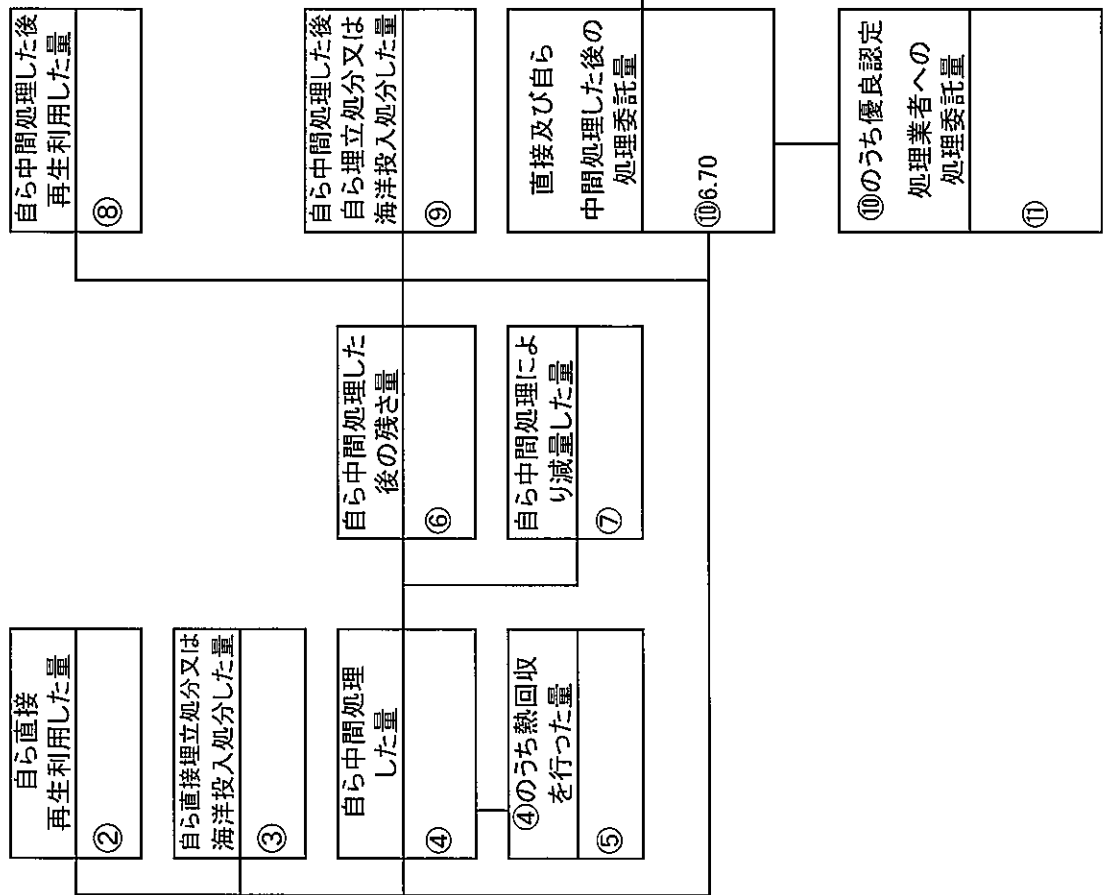 自ら直接
再生利用した量
②
自ら直接埋立処分又は
海洋投入処分した量
③
自ら中間処理
した量
④
④のうち熱回収
を行った量
⑤
自ら中間処理した
後の残さ量
⑥
自ら中間処理によ
り減量した量
⑦
自ら中間処理した後
再生利用した量
⑧
自ら中間処理した後
自ら埋立処分又は
海洋投入処分した量
⑨
直接及び自ら
中間処理した後の
処理委託量
⑩6.70
⑩のうち優良認定
処理業者への
処理委託量
⑪